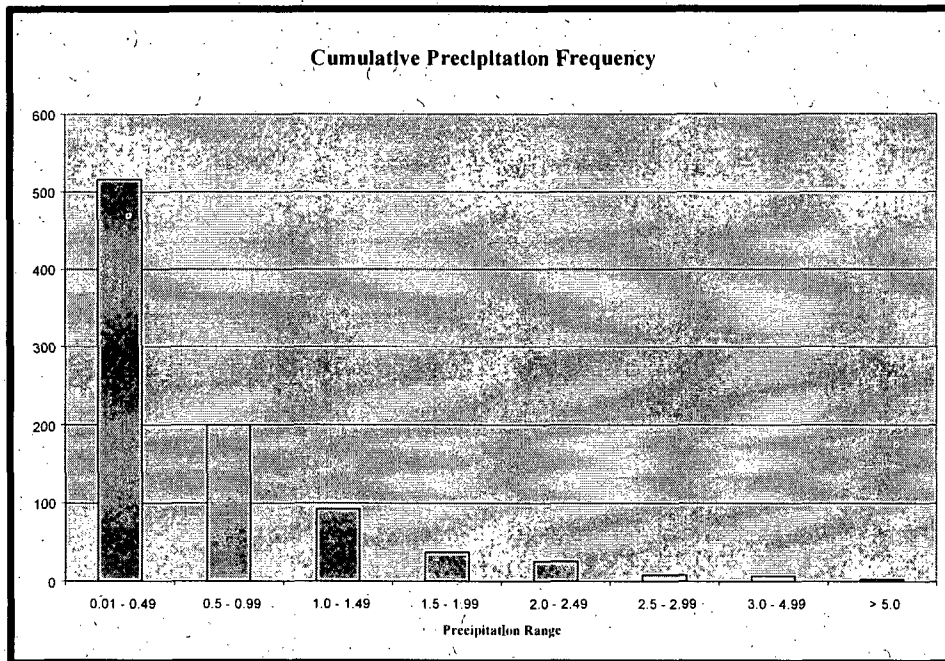 Cumulative Precipitation Frequency
600
500
400
300
200
100
0
0.01 - 0.49 0.5 - 0.99 1.0 - 1.49 1.5 - 1.99 2.0 - 2.49 2.5 - 2.99 3.0 - 4.99 > 5.0
Precipitation Range